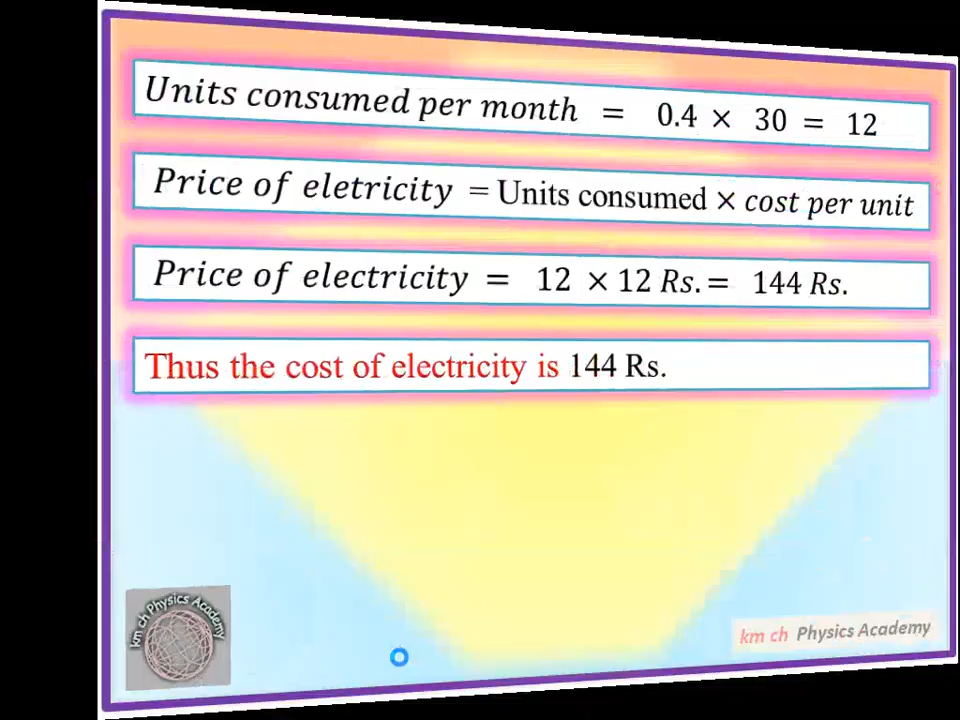 Units consumed per month = 0.4 × 30 = 12
Price of eletricity = Units consumed × cost per unit
Price of electricity = 12 × 12 Rs. = 144 Rs.
Thus the cost of electricity is 144 Rs.
km ch Physics Academy
km ch Physics Academy